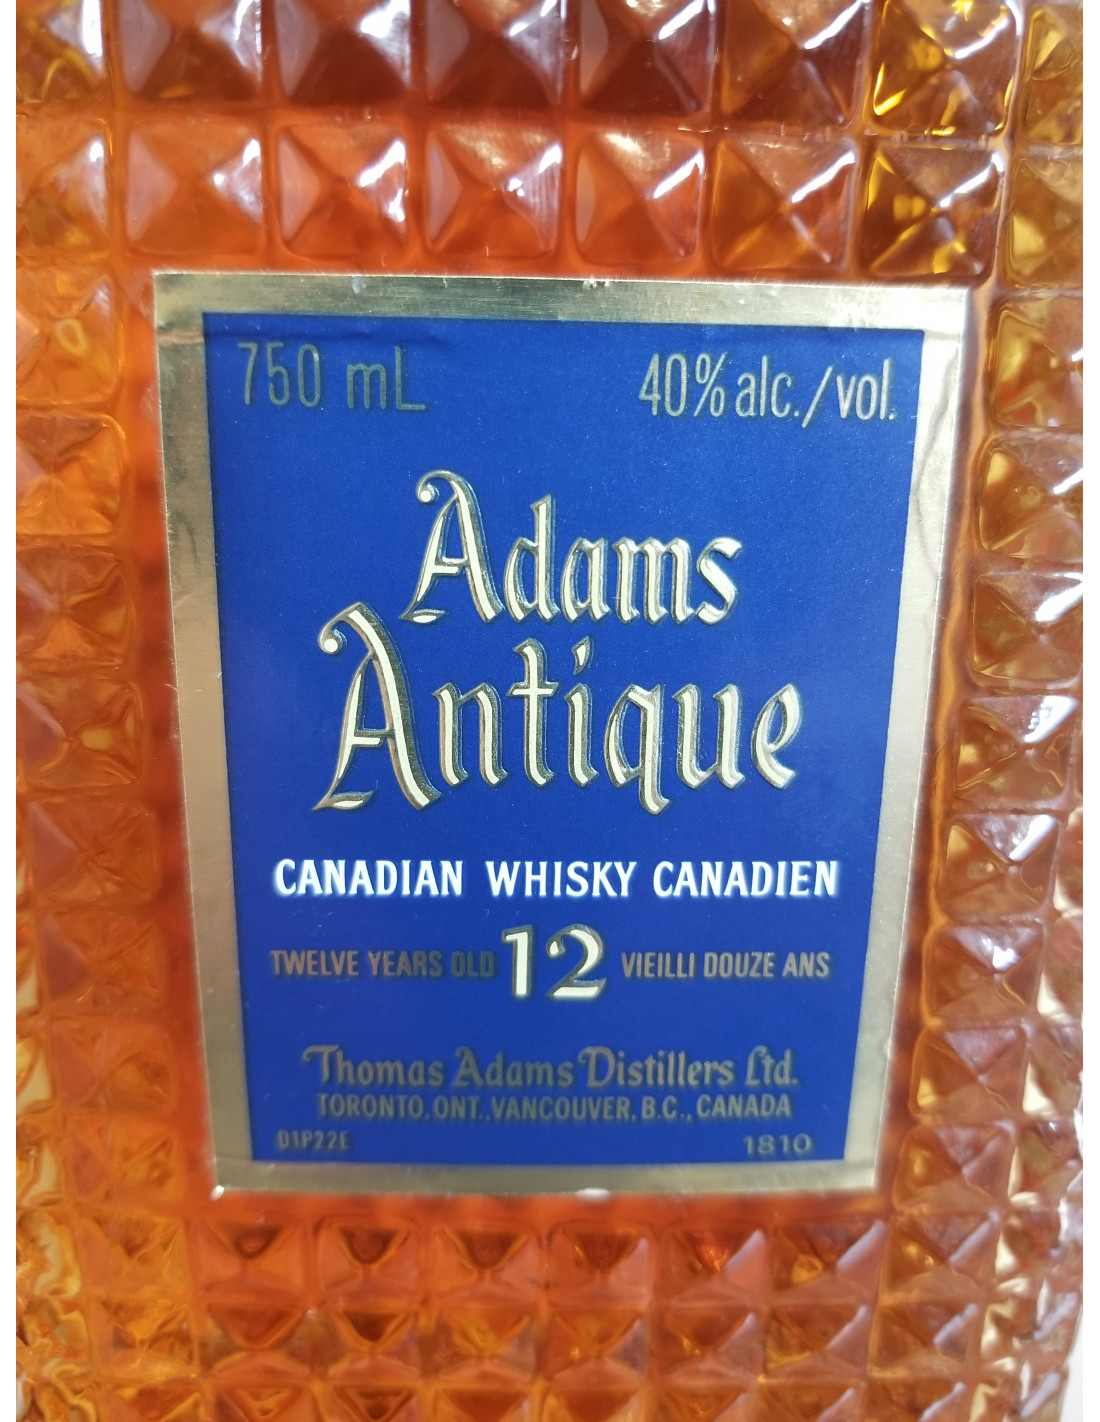 750 mL 40% alc./vol.
Adams
Antique
CANADIAN WHISKY CANADIEN
TWELVE YEARS OLD 12 VIEILLI DOUZE ANS
Thomas Adams Distillers Ltd.
TORONTO, ONT., VANCOUVER, B.C., CANADA
D1P22E 1810